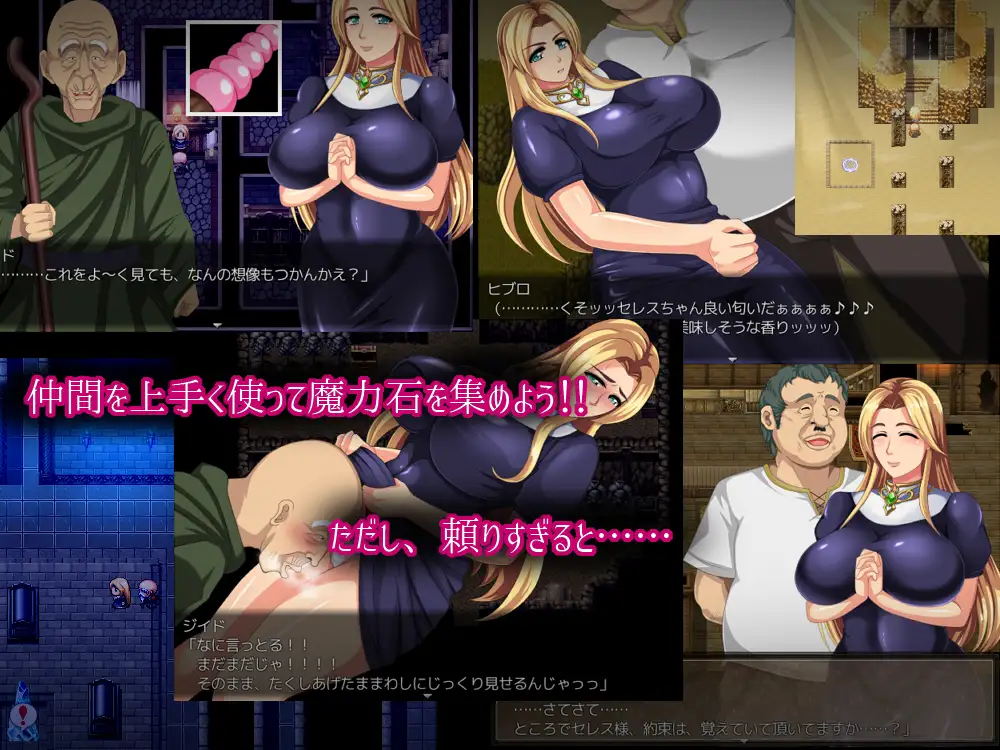 ド
………これをよ～く見ても、なんの想像もつかんかえ？」
ヒブロ
（…………くそッッセレスちゃん良い匂いだぁぁぁぁ♪♪♪
美味しそうな香りッッッ）
仲間を上手く使って魔力石を集めよう!!
ただし、頼りすぎると……
ジイド
「なに言っとる！！
まだまだじゃ！！！！
そのまま、たくしあげたままわしにじっくり見せるんじゃっっ」
……さてさて……
ところでセレス様、約束は、覚えていて頂いてますか……？」